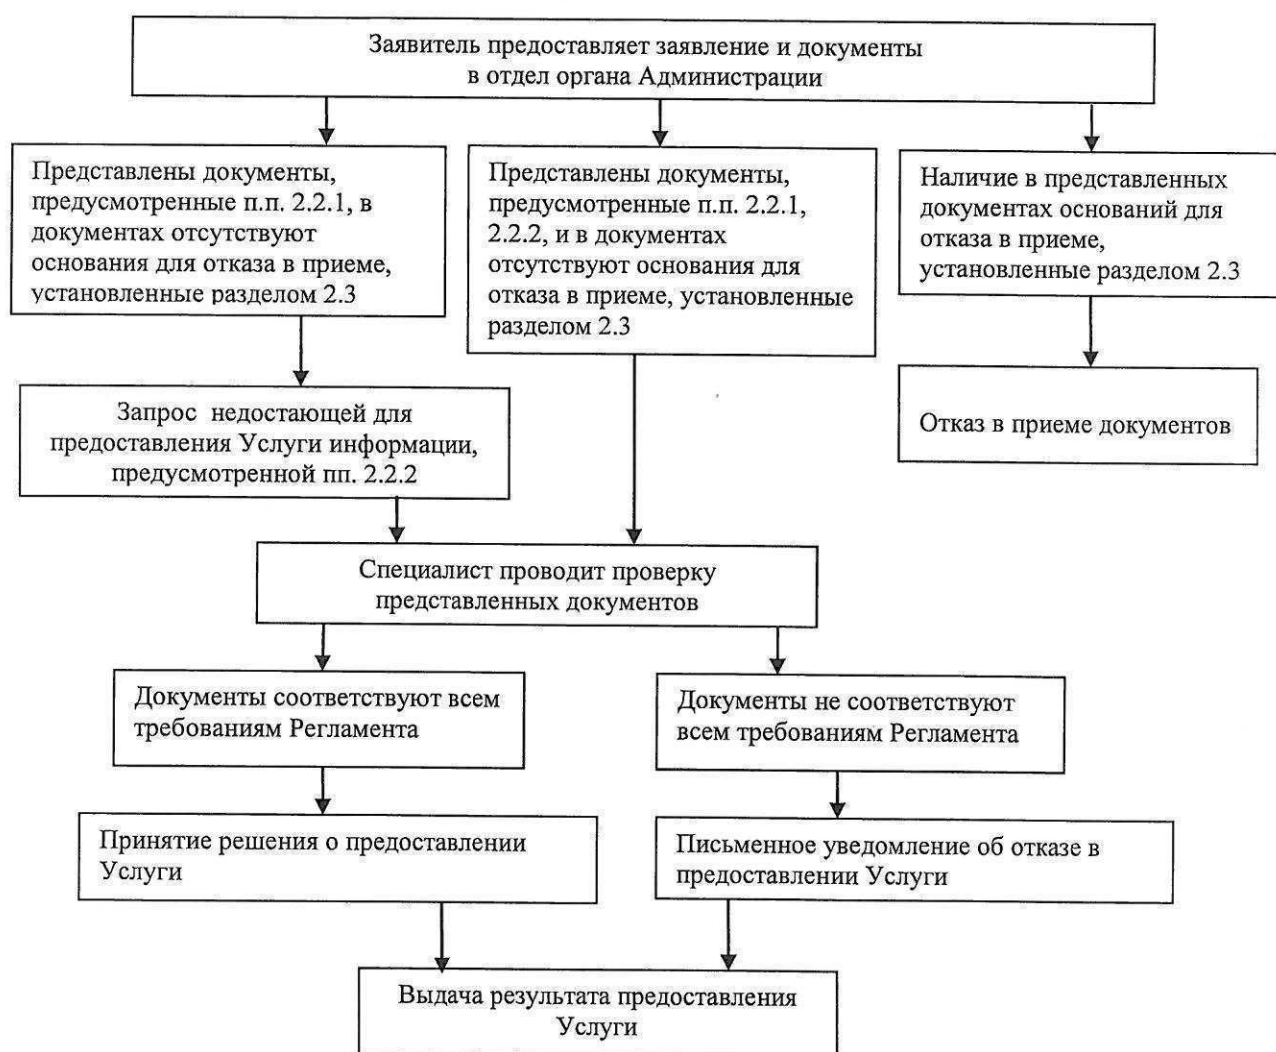 Заявитель предоставляет заявление и документы
в отдел органа Администрации
Представлены документы,
предусмотренные п.п. 2.2.1, в
документах отсутствуют
основания для отказа в приеме,
установленные разделом 2.3
Представлены документы,
предусмотренные п.п. 2.2.1,
2.2.2, и в документах
отсутствуют основания для
отказа в приеме, установленные
разделом 2.3
Наличие в представленных
документах оснований для
отказа в приеме,
установленные разделом 2.3
Запрос недостающей для
предоставления Услуги информации,
предусмотренной пп. 2.2.2
Отказ в приеме документов
Специалист проводит проверку
представленных документов
Документы соответствуют всем
требованиям Регламента
Документы не соответствуют
всем требованиям Регламента
Принятие решения о предоставлении
Услуги
Письменное уведомление об отказе в
предоставлении Услуги
Выдача результата предоставления
Услуги